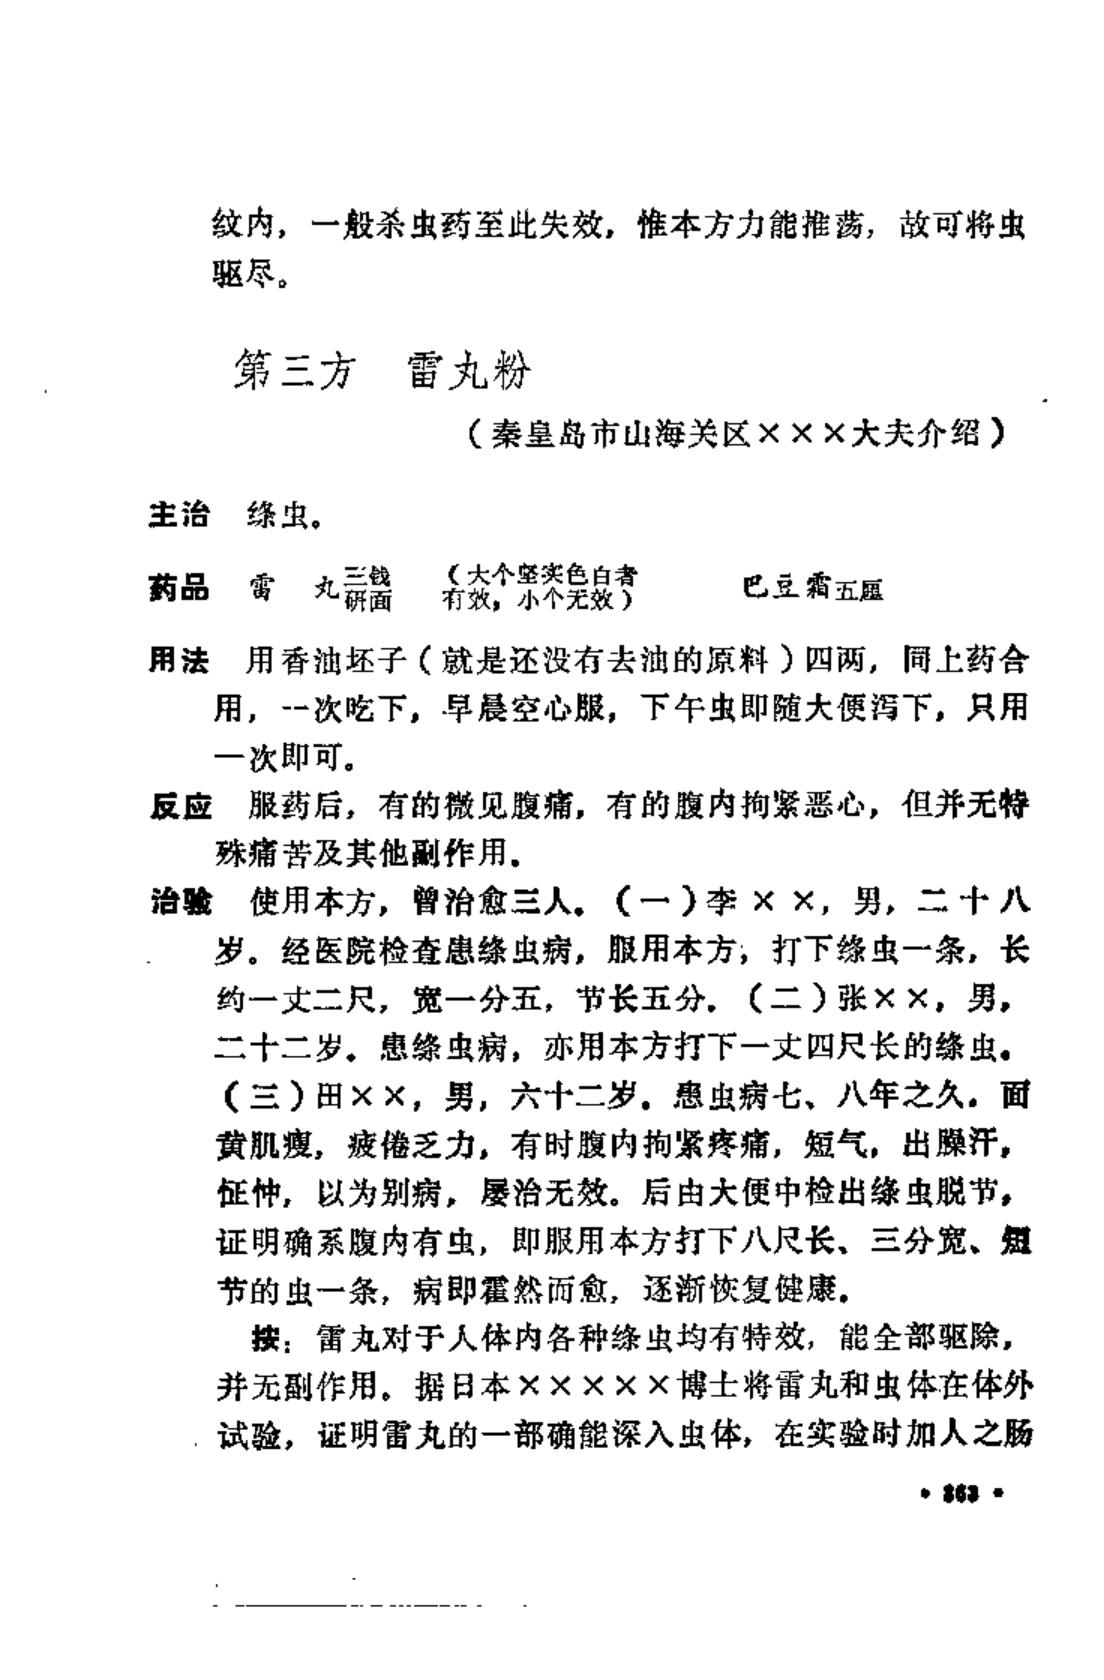 纹内，一般杀虫药至此失效，惟本方力能推荡，故可将虫
驱尽。
第三方　雷丸粉
（秦皇岛市山海关区×××大夫介绍）
主治　绦虫。
药品　雷　丸三钱研面（大个坚实色白者有效，小个无效）　巴豆霜五厘
用法　用香油坯子（就是还没有去油的原料）四两，同上药合
用，一次吃下，早晨空心服，下午虫即随大便泻下，只用
一次即可。
反应　服药后，有的微见腹痛，有的腹内拘紧恶心，但并无特
殊痛苦及其他副作用。
治验　使用本方，曾治愈三人。（一）李××，男，二十八
岁。经医院检查患绦虫病，服用本方，打下绦虫一条，长
约一丈二尺，宽一分五，节长五分。（二）张××，男，
二十二岁。患绦虫病，亦用本方打下一丈四尺长的绦虫。
（三）田××，男，六十二岁。患虫病七、八年之久。面
黄肌瘦，疲倦乏力，有时腹内拘紧疼痛，短气，出臊汗，
怔忡，以为别病，屡治无效。后由大便中检出绦虫脱节，
证明确系腹内有虫，即服用本方打下八尺长、三分宽、短
节的虫一条，病即霍然而愈，逐渐恢复健康。
按：雷丸对于人体内各种绦虫均有特效，能全部驱除，
并无副作用。据日本×××××博士将雷丸和虫体在体外
试验，证明雷丸的一部确能深入虫体，在实验时加人之肠
• 363 •